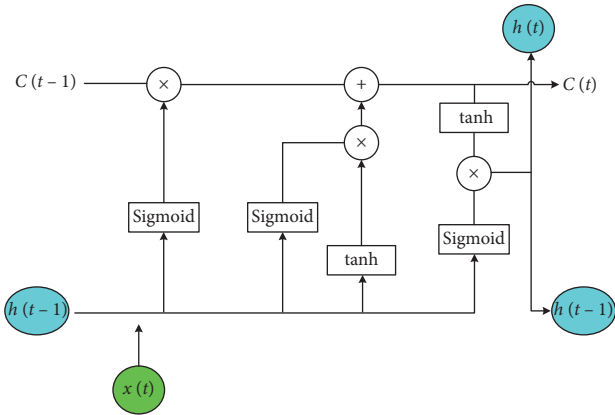 h (t)
C (t – 1)
×
+
C (t)
tanh
×
×
Sigmoid
Sigmoid
Sigmoid
tanh
h (t–1)
h (t–1)
x (t)